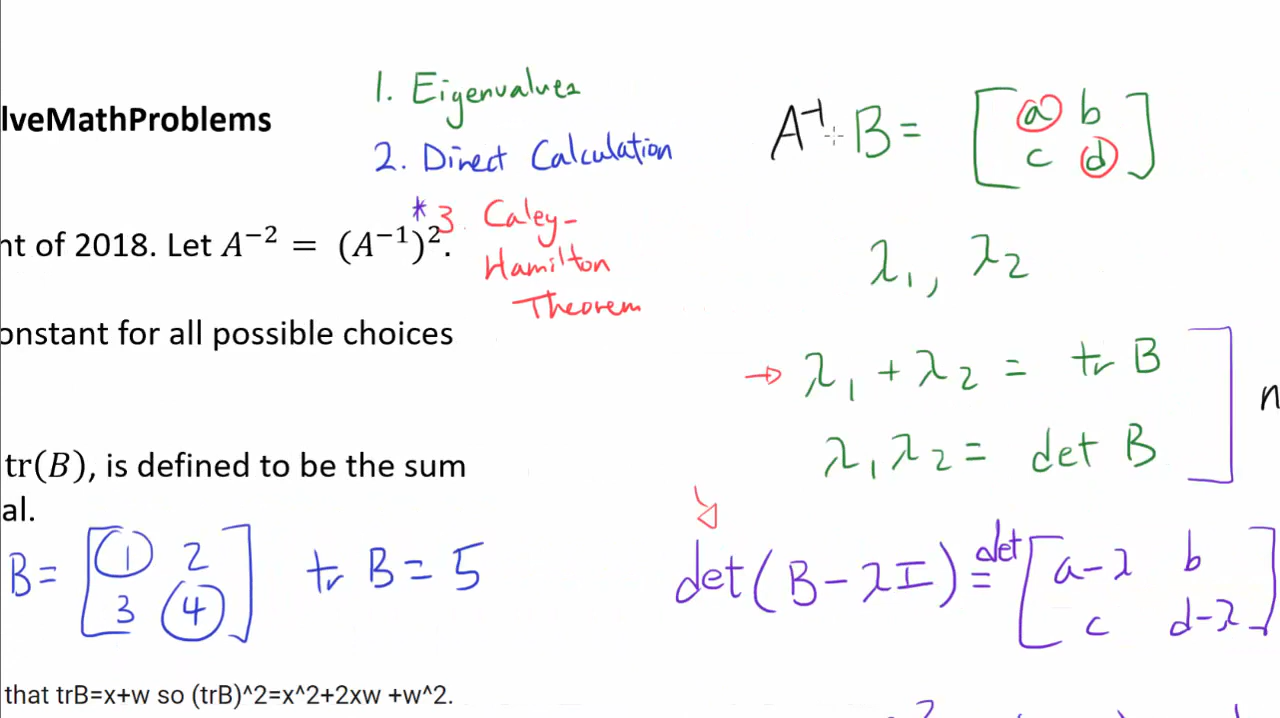 1. Eigenvalues
lveMathProblems
2. Direct Calculation
*3. Caley-
Hamilton
Theorem
nt of 2018. Let A⁻² = (A⁻¹)².
onstant for all possible choices
tr(B), is defined to be the sum
al.
B = [1 2
3 4] tr B = 5
that trB=x+w so (trB)^2=x^2+2xw +w^2.
A⁻¹ B = [a b
c d]
λ₁, λ₂
→ λ₁ + λ₂ = tr B
λ₁λ₂ = det B
n
det(B − λI) = det [a−λ b
c d−λ]